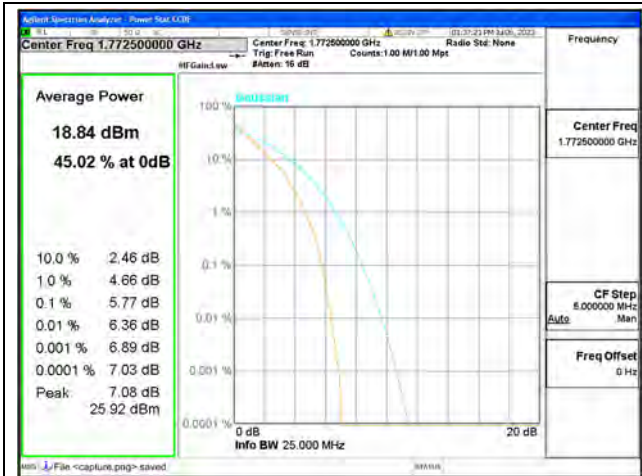 Agilent Spectrum Analyzer - Power Stat CCDF
Center Freq 1.772500000 GHz
Center Freq: 1.772500000 GHz
Radio Std: None
Trig: Free Run
Counts:1.00 M/1.00 Mpt
#IFGain:Low
#Atten: 16 dB
Frequency
Average Power
18.84 dBm
45.02 % at 0dB
10.0 % 2.46 dB
1.0 % 4.66 dB
0.1 % 5.77 dB
0.01 % 6.36 dB
0.001 % 6.89 dB
0.0001 % 7.03 dB
Peak 7.08 dB
25.92 dBm
Gaussian
100 %
10 %
1 %
0.1 %
0.01 %
0.001 %
0.0001 %
0 dB
20 dB
Info BW 25.000 MHz
Center Freq
1.772500000 GHz
CF Step
5.000000 MHz
Auto Man
Freq Offset
0 Hz
MSG File <capture.png> saved
STATUS